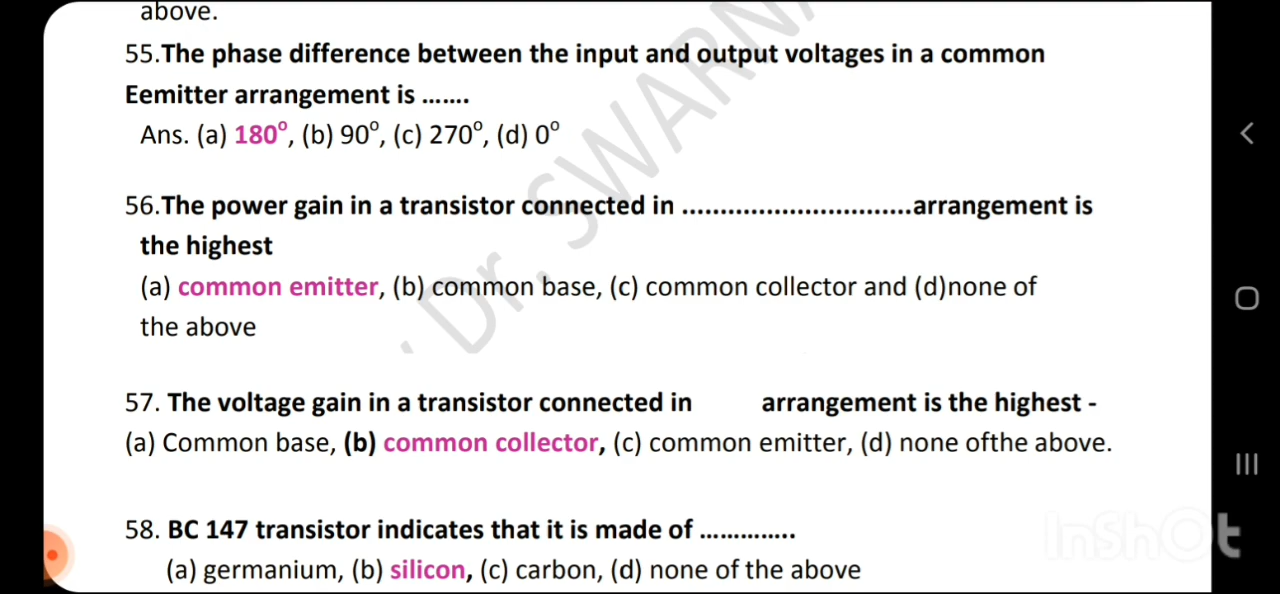 above.
55.The phase difference between the input and output voltages in a common
Eemitter arrangement is .......
Ans. (a) 180°, (b) 90°, (c) 270°, (d) 0°
56.The power gain in a transistor connected in ..............................arrangement is
the highest
(a) common emitter, (b) common base, (c) common collector and (d)none of
the above
57. The voltage gain in a transistor connected in arrangement is the highest -
(a) Common base, (b) common collector, (c) common emitter, (d) none ofthe above.
58. BC 147 transistor indicates that it is made of .............
(a) germanium, (b) silicon, (c) carbon, (d) none of the above
Dr. SWARN
InShOt